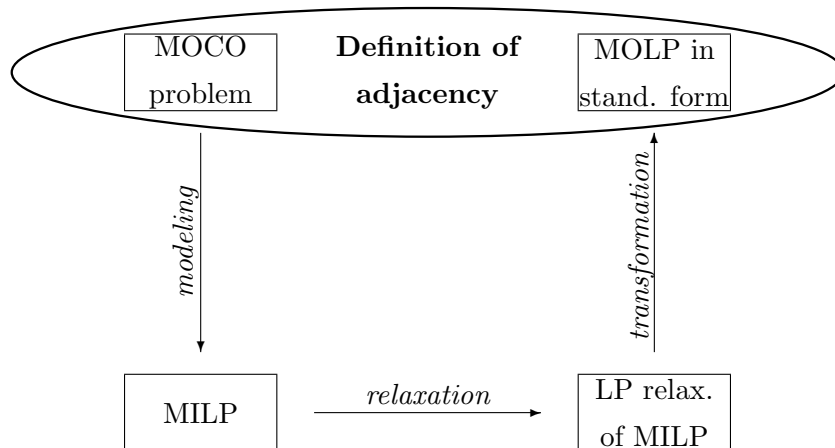 MOCO
problem
Definition of
adjacency
MOLP in
stand. form
modeling
transformation
MILP
relaxation
LP relax.
of MILP